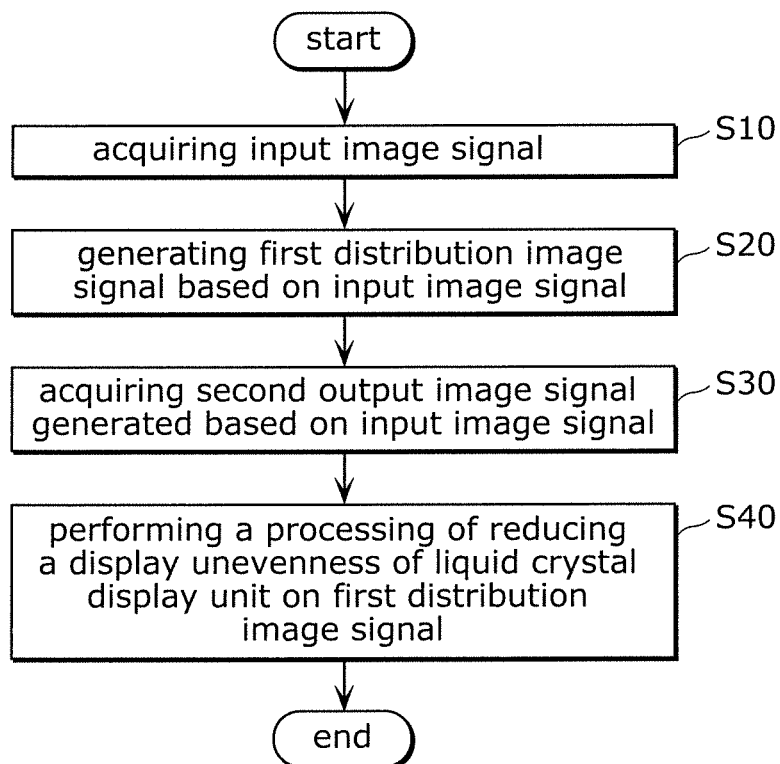 start
acquiring input image signal
S10
generating first distribution image
signal based on input image signal
S20
acquiring second output image signal
generated based on input image signal
S30
performing a processing of reducing
a display unevenness of liquid crystal
display unit on first distribution
image signal
S40
end